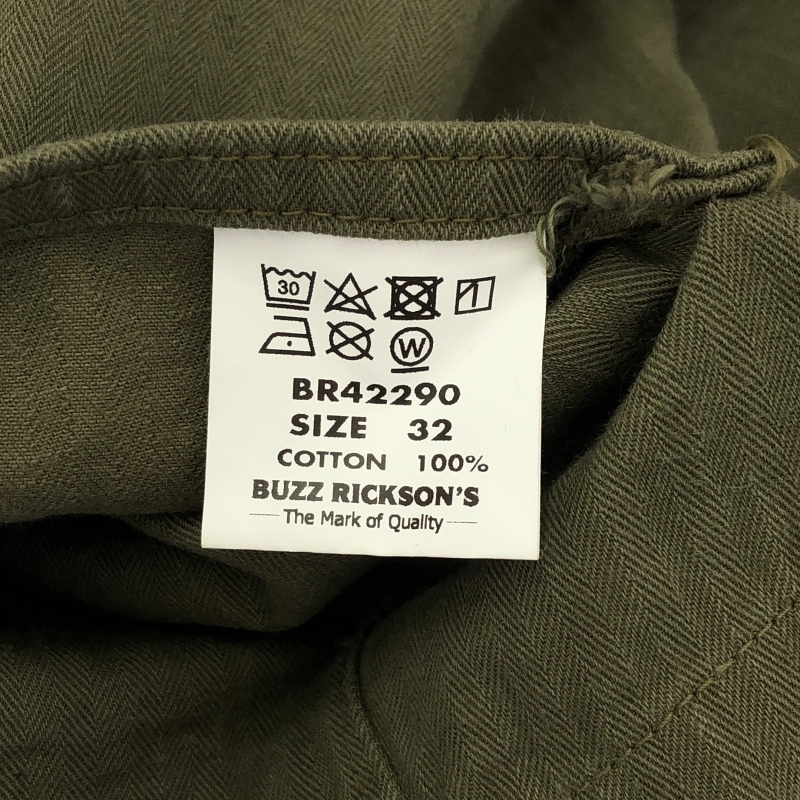 30
W
BR42290
SIZE 32
COTTON 100%
BUZZ RICKSON'S
The Mark of Quality